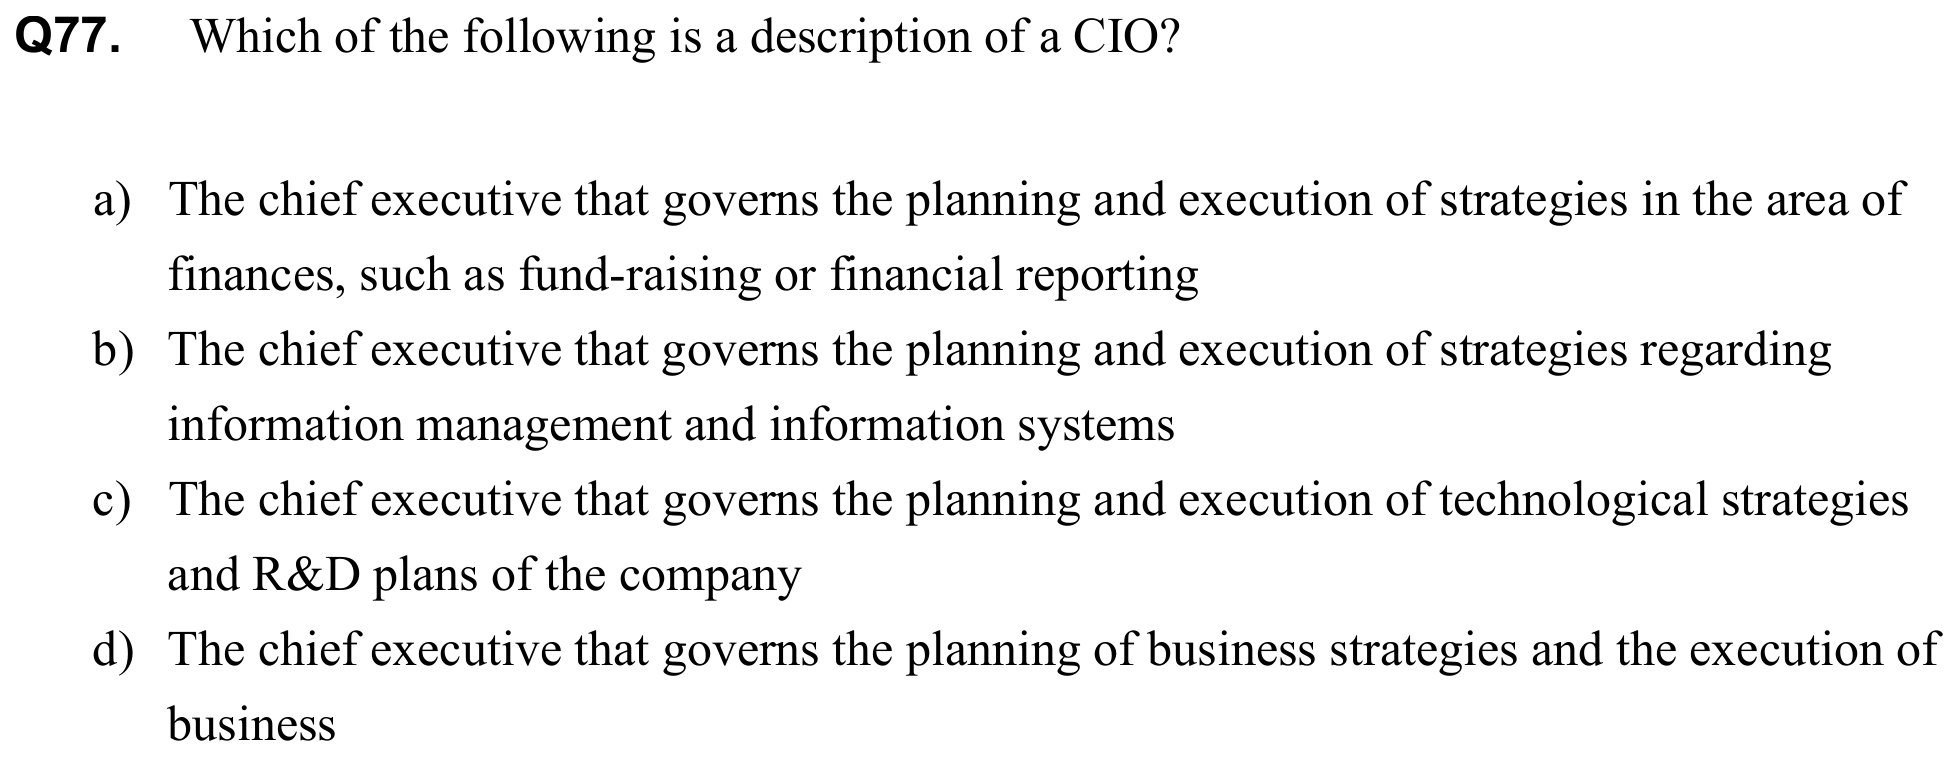 Q77. Which of the following is a description of a CIO?
a) The chief executive that governs the planning and execution of strategies in the area of
finances, such as fund-raising or financial reporting
b) The chief executive that governs the planning and execution of strategies regarding
information management and information systems
c) The chief executive that governs the planning and execution of technological strategies
and R&D plans of the company
d) The chief executive that governs the planning of business strategies and the execution of
business